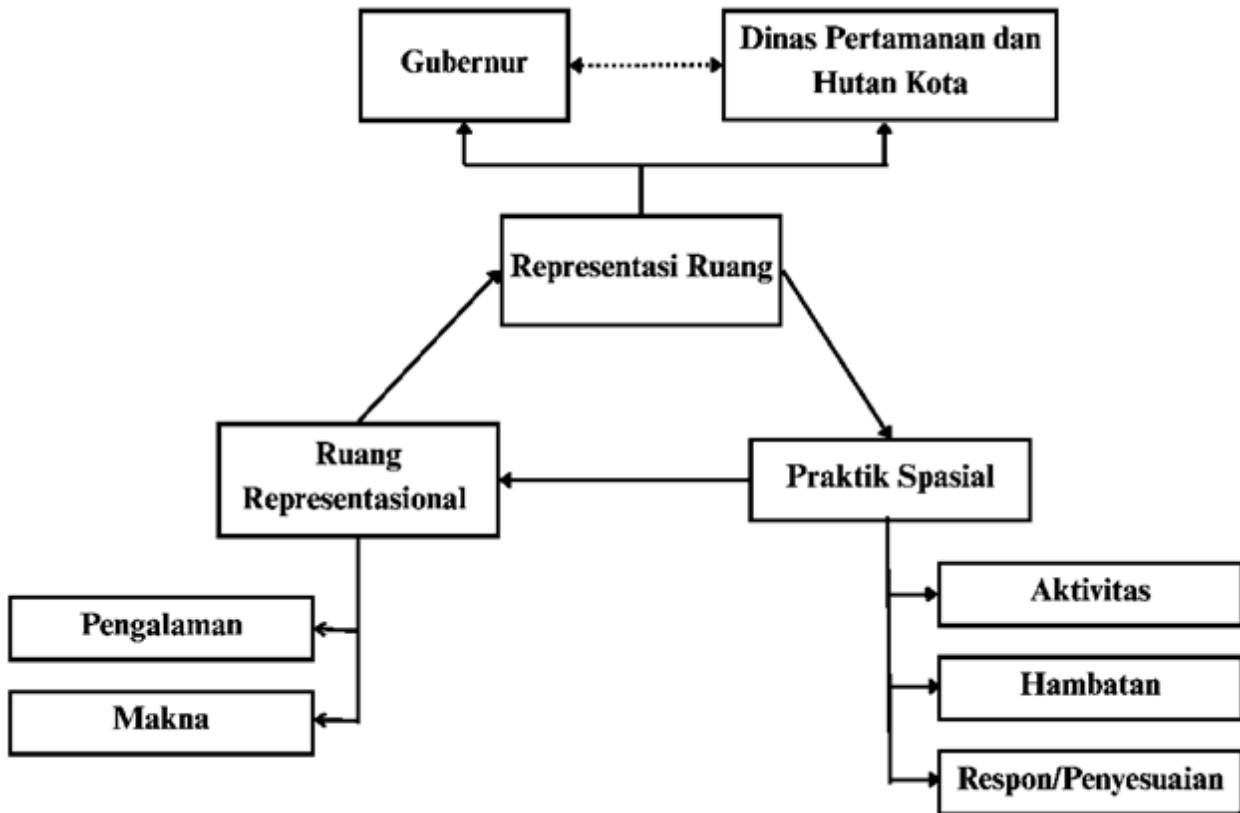 Gubernur
Dinas Pertamanan dan
Hutan Kota
Representasi Ruang
Ruang
Representasional
Praktik Spasial
Pengalaman
Makna
Aktivitas
Hambatan
Respon/Penyesuaian